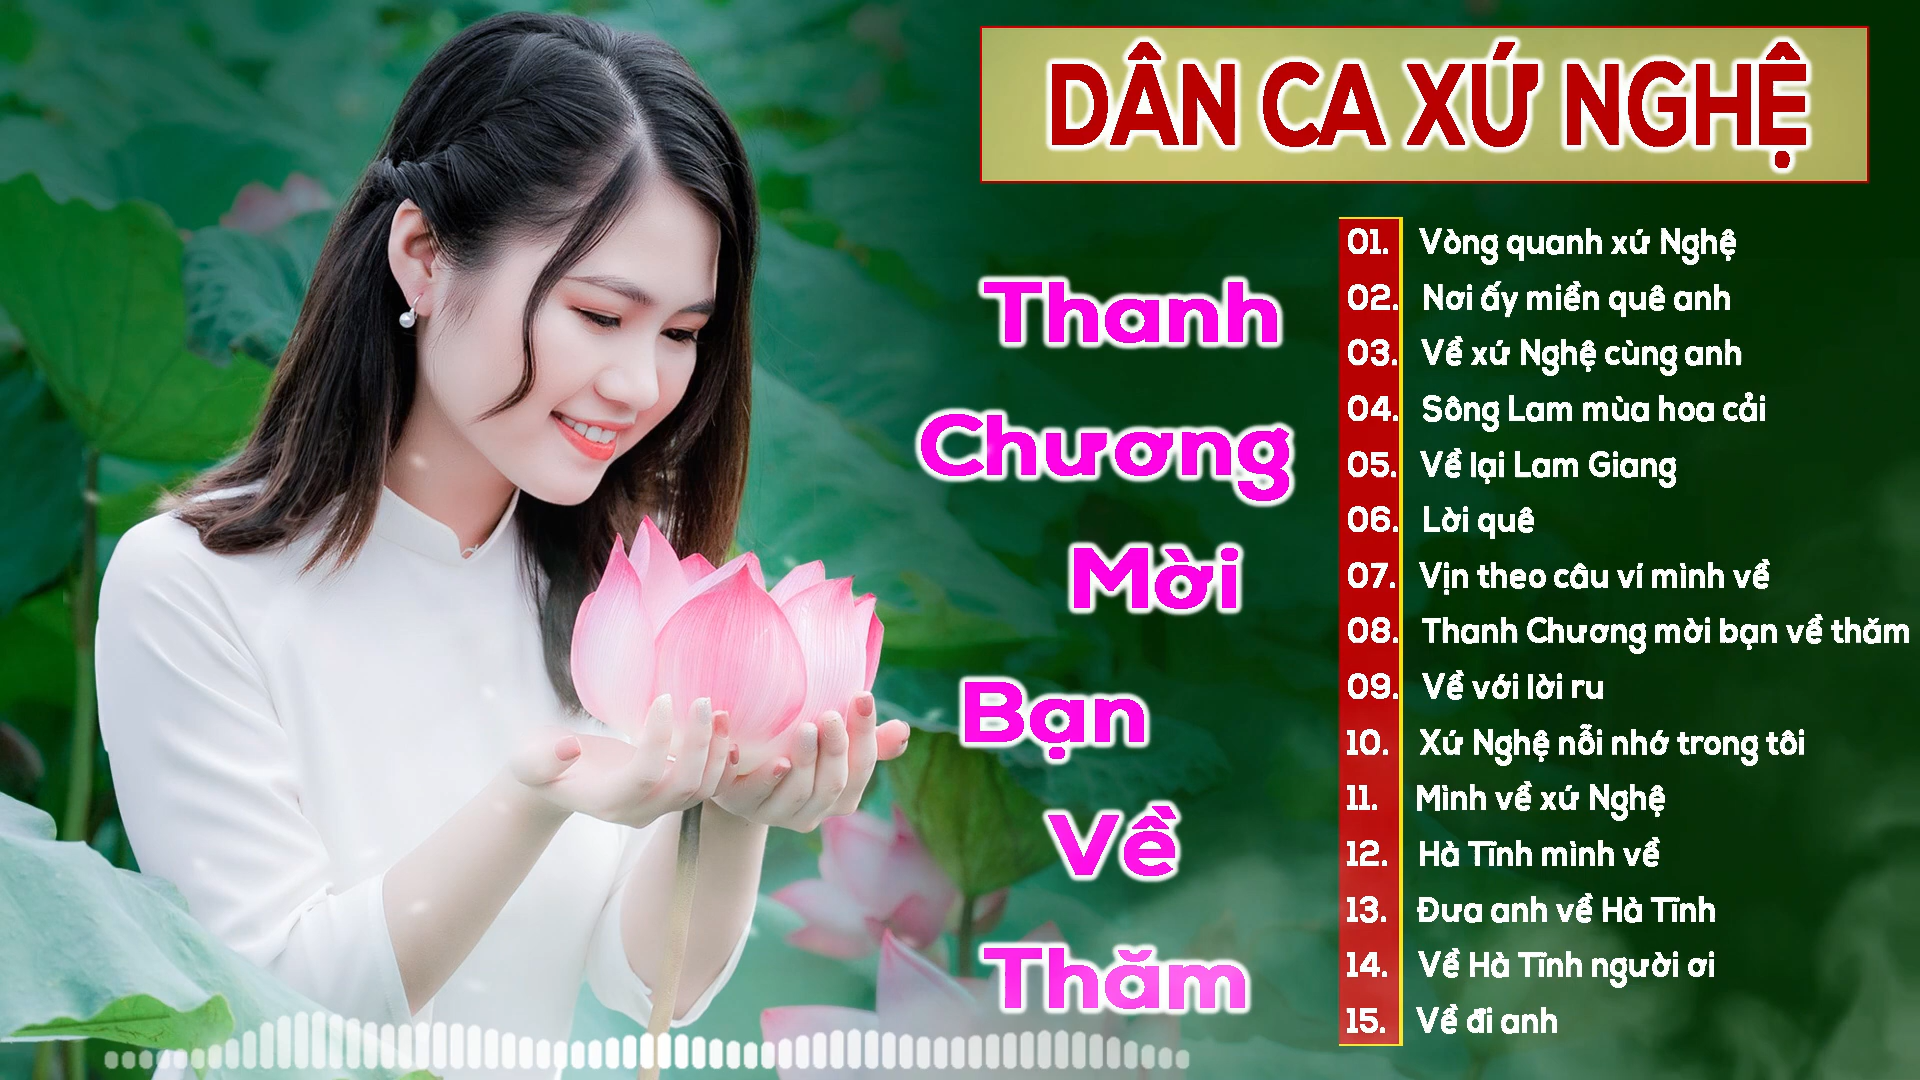 DÂN CA XỨ NGHỆ
Thanh
Chương
Mời
Bạn
Về
Thăm
01. Vòng quanh xứ Nghệ
02. Nơi ấy miền quê anh
03. Về xứ Nghệ cùng anh
04. Sông Lam mùa hoa cải
05. Về lại Lam Giang
06. Lời quê
07. Vịn theo câu ví mình về
08. Thanh Chương mời bạn về thăm
09. Về với lời ru
10. Xứ Nghệ nỗi nhớ trong tôi
11. Mình về xứ Nghệ
12. Hà Tĩnh mình về
13. Đưa anh về Hà Tĩnh
14. Về Hà Tĩnh người ơi
15. Về đi anh